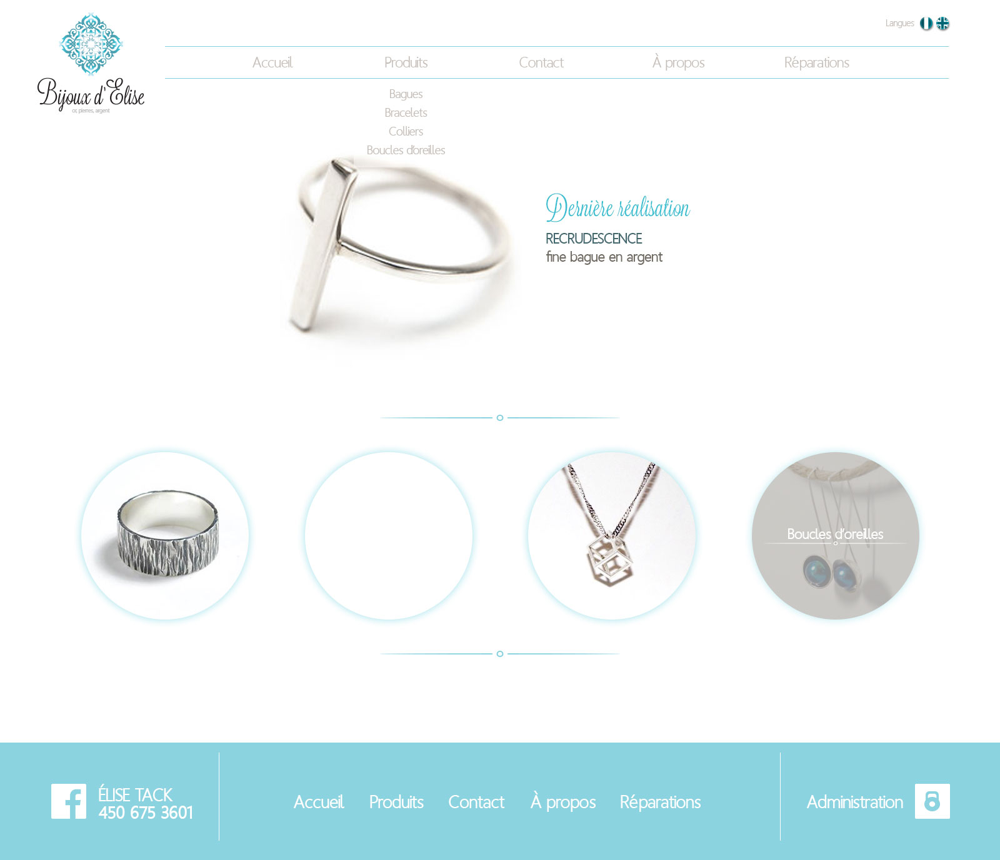 Langues
Accueil Produits Contact À propos Réparations
Bijoux d'Élise
or, pierres, argent
Bagues
Bracelets
Colliers
Boucles d'oreilles
Dernière réalisation
RECRUDESCENCE
fine bague en argent
Boucles d'oreilles
ÉLISE TACK
450 675 3601
Accueil Produits Contact À propos Réparations
Administration